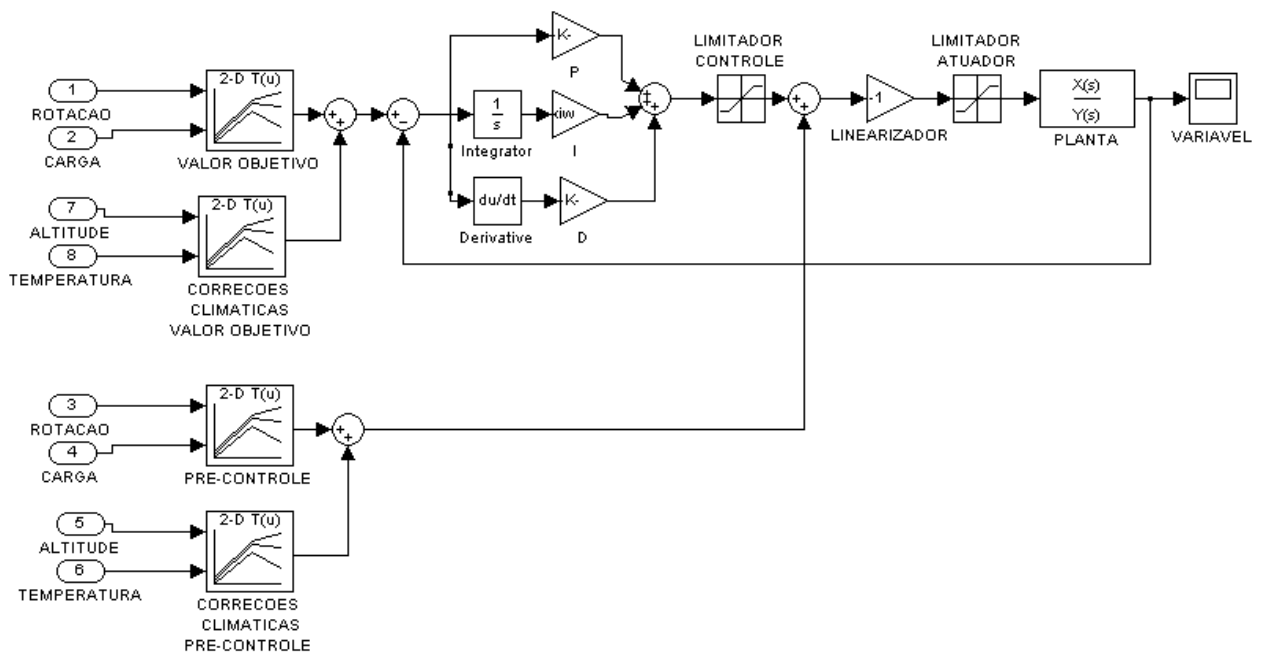 1
ROTACAO
2
CARGA
2-D T(u)
VALOR OBJETIVO
7
ALTITUDE
8
TEMPERATURA
2-D T(u)
CORRECOES
CLIMATICAS
VALOR OBJETIVO
K-
P
1
s
Integrator
I
du/dt
Derivative
K-
D
LIMITADOR
CONTROLE
-1
LINEARIZADOR
LIMITADOR
ATUADOR
X(s)
Y(s)
PLANTA
VARIAVEL
3
ROTACAO
4
CARGA
2-D T(u)
PRE-CONTROLE
5
ALTITUDE
6
TEMPERATURA
2-D T(u)
CORRECOES
CLIMATICAS
PRE-CONTROLE